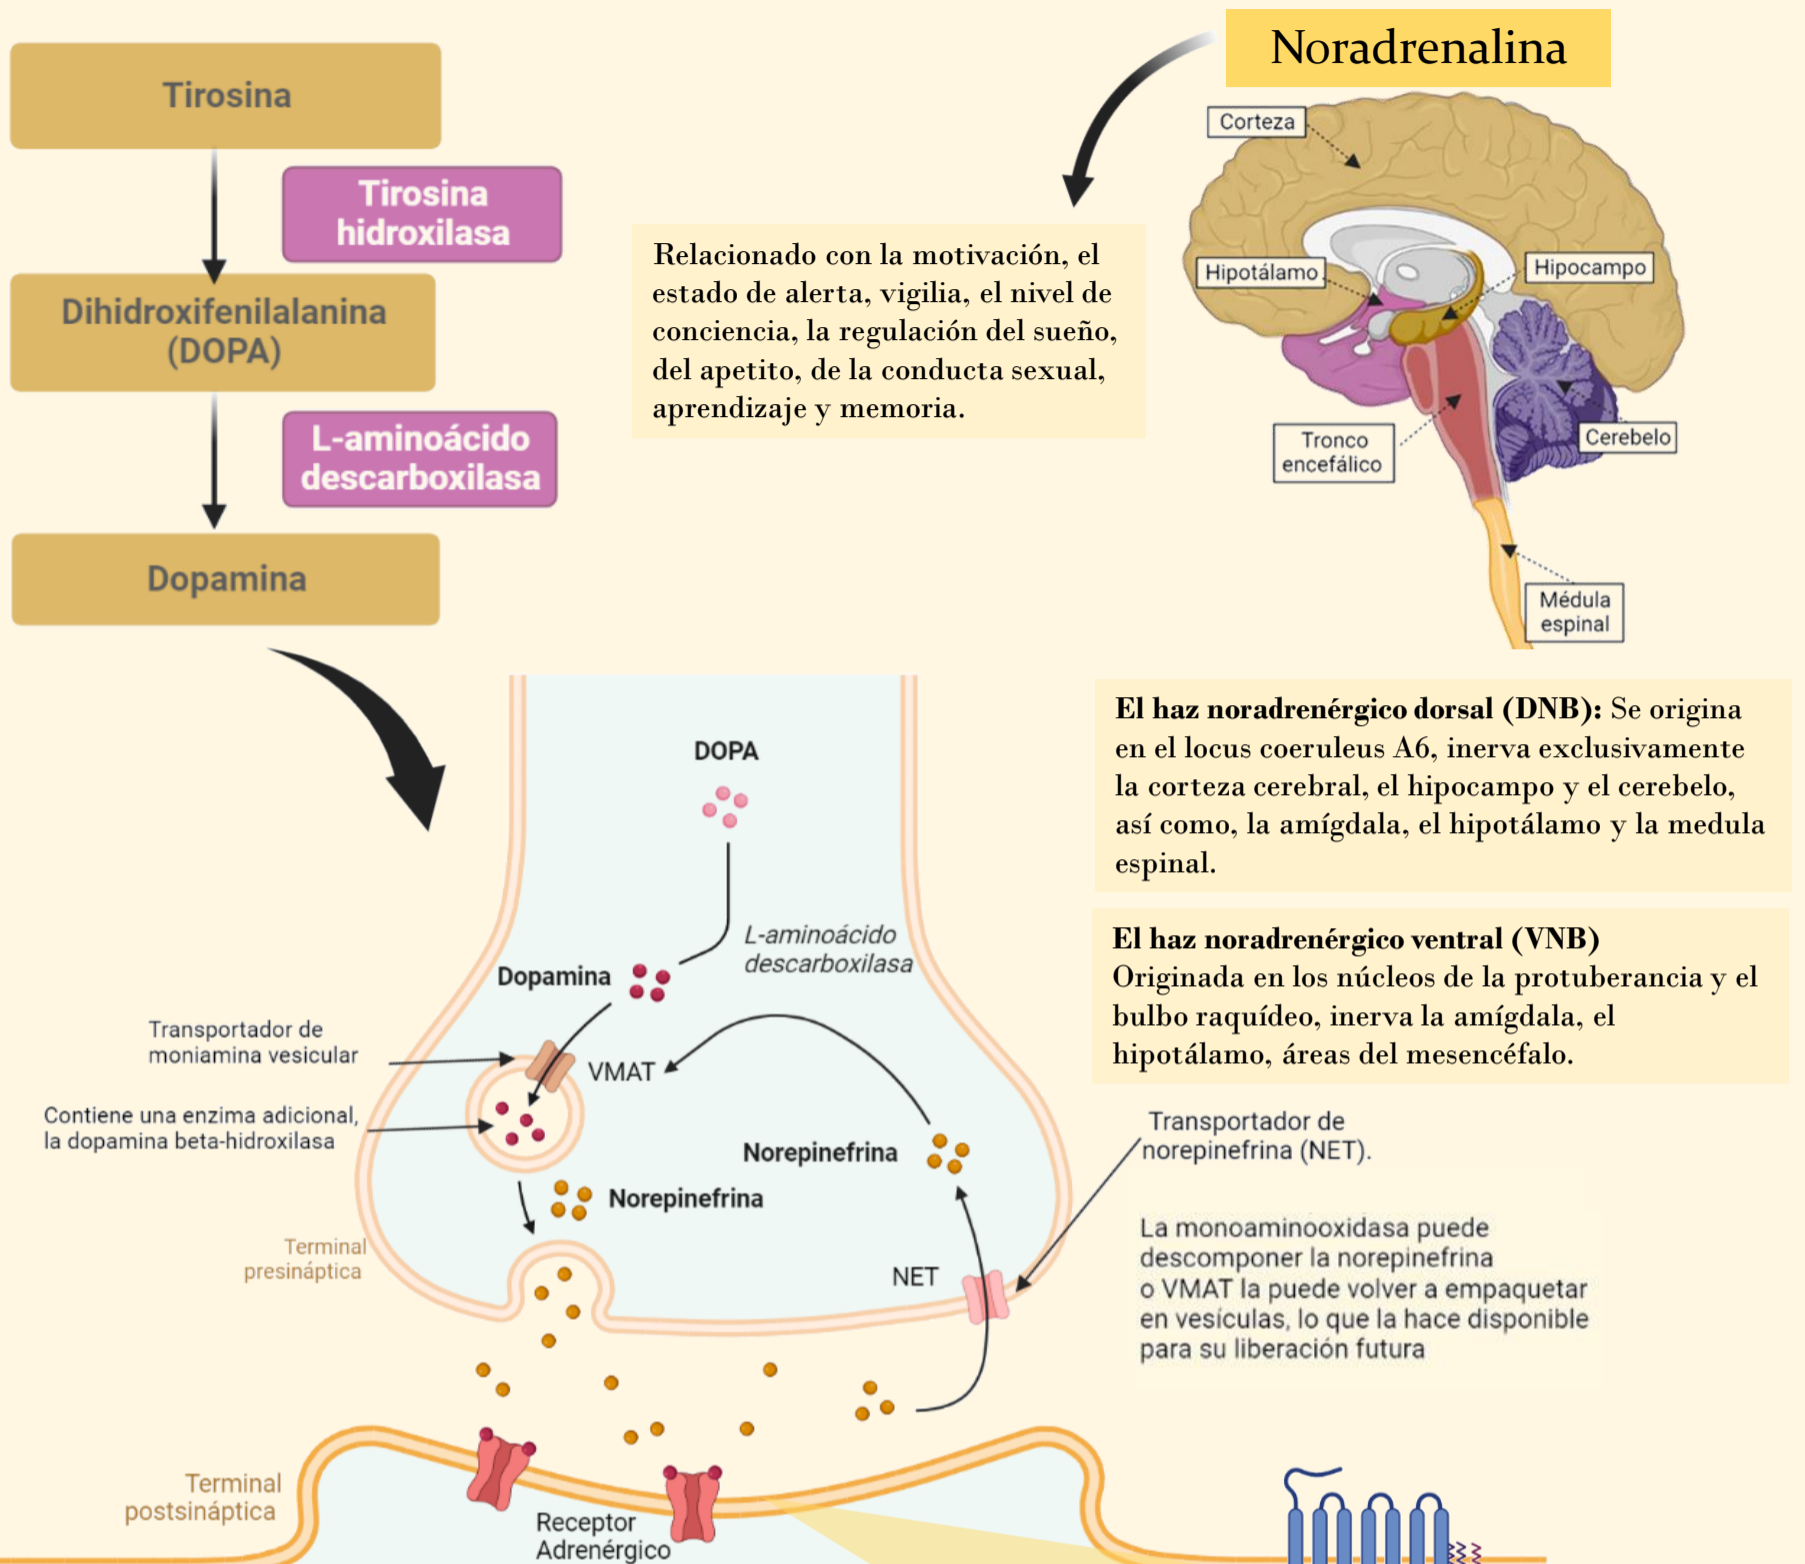 Noradrenalina
Tirosina
Tirosina
hidroxilasa
Dihidroxifenilalanina
(DOPA)
L-aminoácido
descarboxilasa
Dopamina
Relacionado con la motivación, el
estado de alerta, vigilia, el nivel de
conciencia, la regulación del sueño,
del apetito, de la conducta sexual,
aprendizaje y memoria.
Corteza
Hipotálamo
Hipocampo
Tronco
encefálico
Cerebelo
Médula
espinal
El haz noradrenérgico dorsal (DNB): Se origina
en el locus coeruleus A6, inerva exclusivamente
la corteza cerebral, el hipocampo y el cerebelo,
así como, la amígdala, el hipotálamo y la medula
espinal.
El haz noradrenérgico ventral (VNB)
Originada en los núcleos de la protuberancia y el
bulbo raquídeo, inerva la amígdala, el
hipotálamo, áreas del mesencéfalo.
DOPA
L-aminoácido
descarboxilasa
Dopamina
Transportador de
moniamina vesicular
VMAT
Contiene una enzima adicional,
la dopamina beta-hidroxilasa
Norepinefrina
Norepinefrina
Terminal
presináptica
NET
Transportador de
norepinefrina (NET).
La monoaminooxidasa puede
descomponer la norepinefrina
o VMAT la puede volver a empaquetar
en vesículas, lo que la hace disponible
para su liberación futura
Terminal
postsináptica
Receptor
Adrenérgico